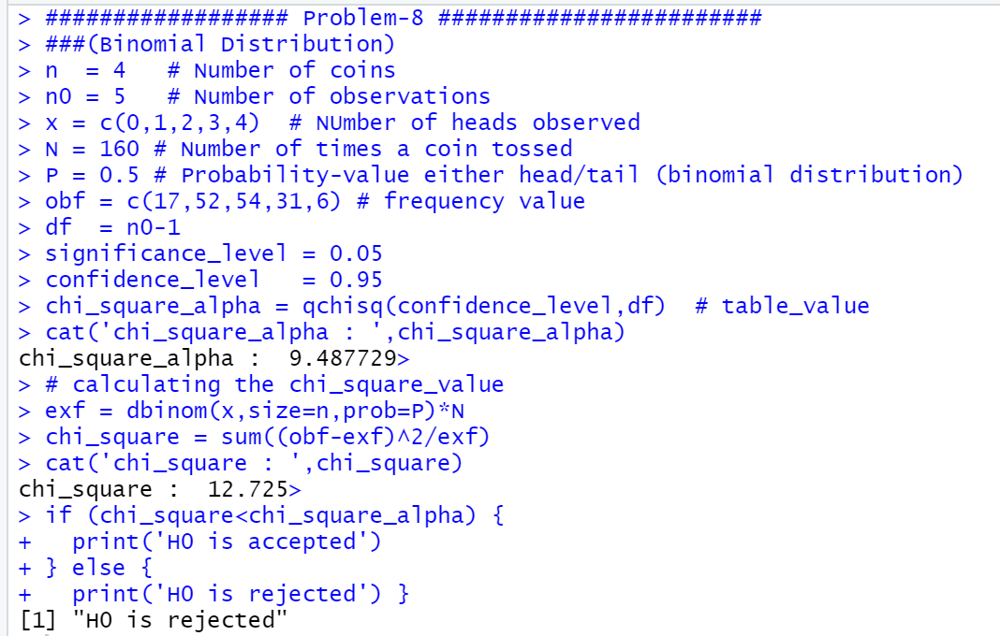 > ################## Problem-8 ########################
> ###(Binomial Distribution)
> n  = 4   # Number of coins
> n0 = 5   # Number of observations
> x = c(0,1,2,3,4)  # NUmber of heads observed
> N = 160 # Number of times a coin tossed
> P = 0.5 # Probability-value either head/tail (binomial distribution)
> obf = c(17,52,54,31,6) # frequency value
> df  = n0-1
> significance_level = 0.05
> confidence_level   = 0.95
> chi_square_alpha = qchisq(confidence_level,df)  # table_value
> cat('chi_square_alpha : ',chi_square_alpha)
chi_square_alpha :  9.487729>
> # calculating the chi_square_value
> exf = dbinom(x,size=n,prob=P)*N
> chi_square = sum((obf-exf)^2/exf)
> cat('chi_square : ',chi_square)
chi_square :  12.725>
> if (chi_square<chi_square_alpha) {
+   print('HO is accepted')
+ } else {
+   print('HO is rejected') }
[1] "HO is rejected"